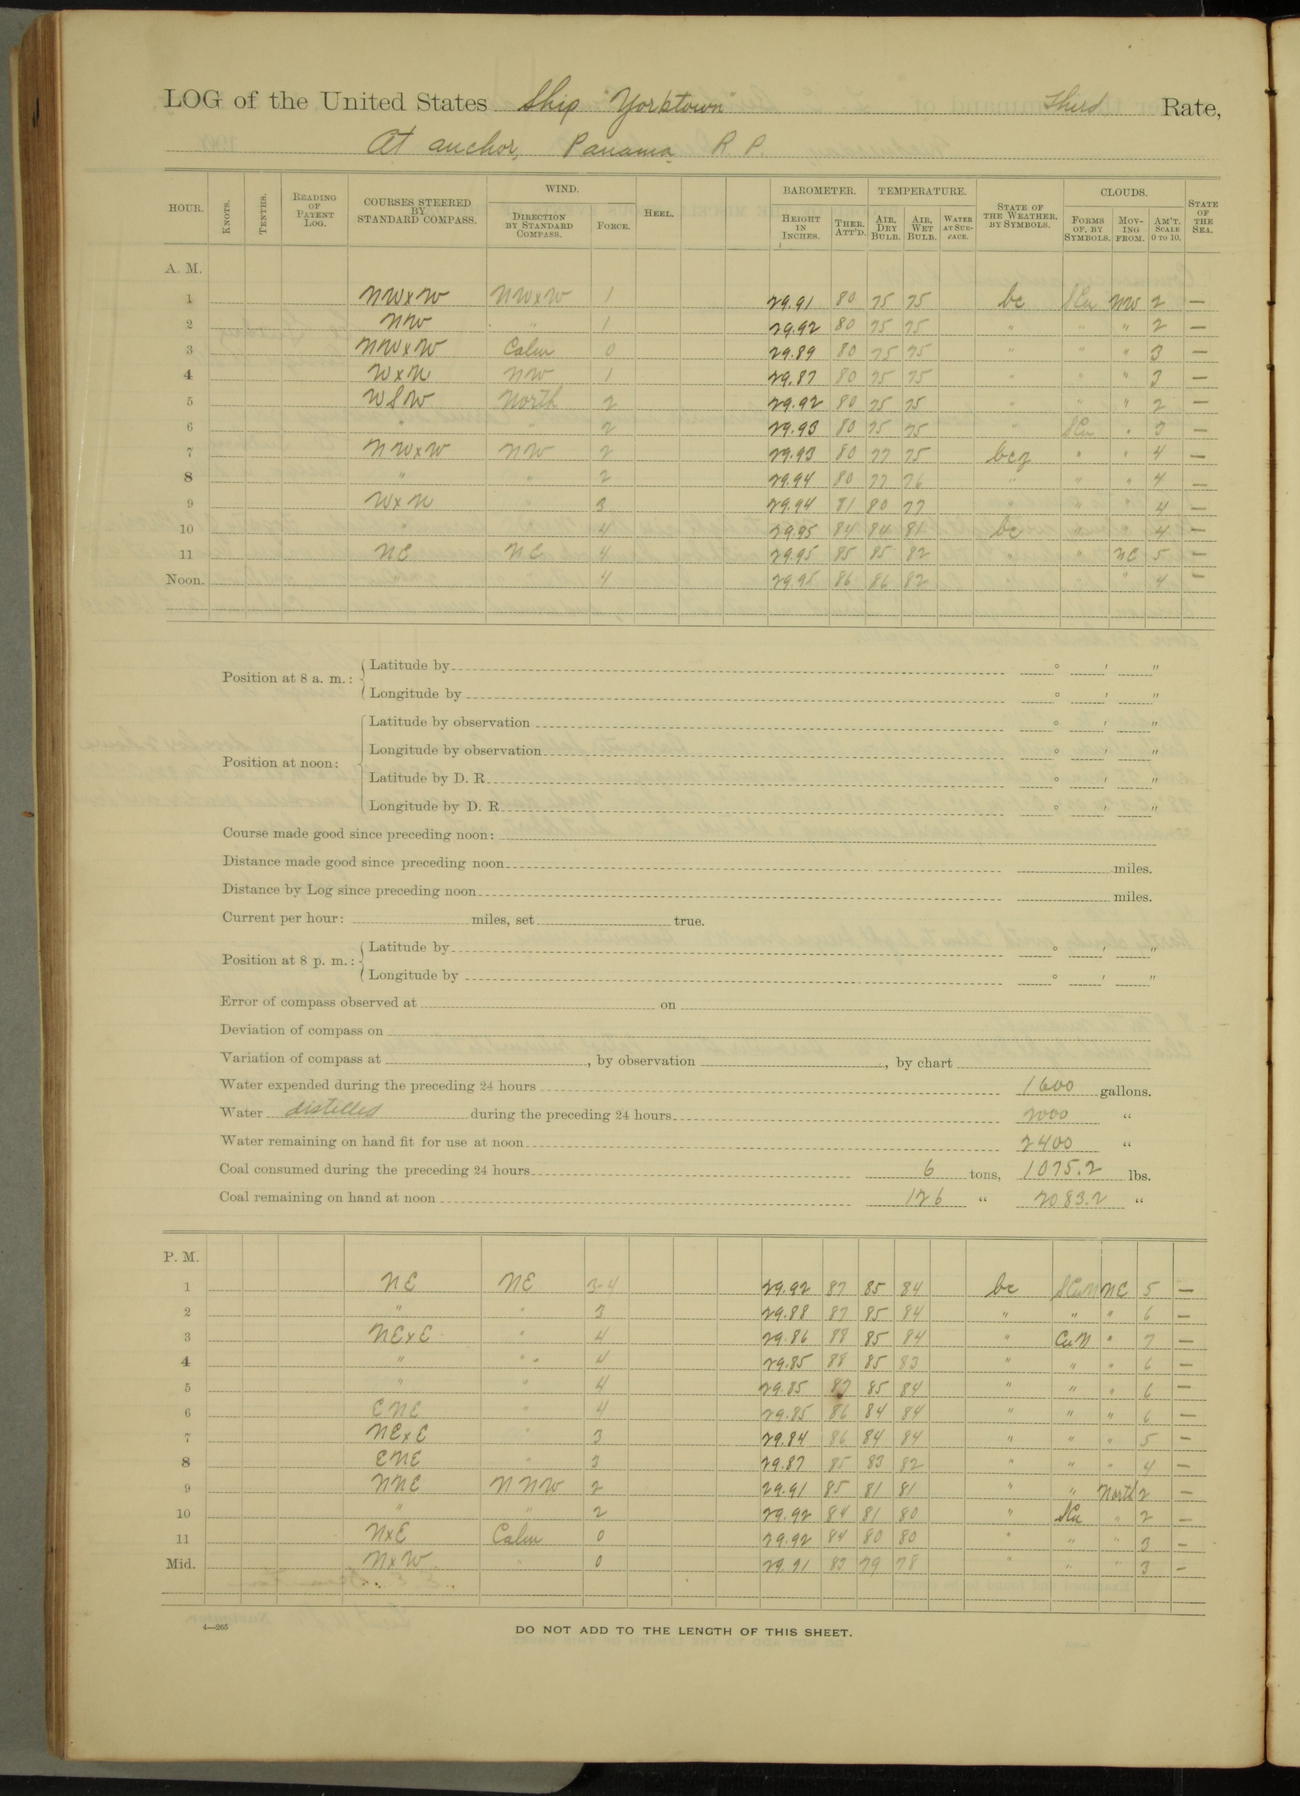 LOG of the United States Ship "Yorktown" Third Rate,
At anchor, Panama R. P.
HOUR. KNOTS. TENTHS. READING OF PATENT LOG. COURSES STEERED BY STANDARD COMPASS. WIND. DIRECTION BY STANDARD COMPASS. FORCE. HEEL. BAROMETER. HEIGHT IN INCHES. THER. ATT'D. TEMPERATURE. AIR, DRY BULB. AIR, WET BULB. WATER AT SURFACE. STATE OF THE WEATHER, BY SYMBOLS. CLOUDS. FORMS OF, BY SYMBOLS. MOVING FROM. AM'T. SCALE 0 TO 10. STATE OF THE SEA.
A. M.
1 NWxW NWxW 1 29.91 80 75 75 bc SCu NW 2 —
2 NW " 1 29.92 80 75 75 " " " 2 —
3 NWxW Calm 0 29.89 80 75 75 " " " 3 —
4 WxN NW 1 29.87 80 75 75 " " " 3 —
5 WSW North 2 29.92 80 75 75 " " " 2 —
6 " " 2 29.93 80 75 75 " SCu " 3 —
7 NWxW NW 2 29.93 80 77 75 bcz " " 4 —
8 " " 2 29.94 80 77 76 " " " 4 —
9 WxN " 3 29.94 81 80 77 " " " 4 —
10 " " 4 29.95 84 84 81 bc " " 4 —
11 NE NE 4 29.95 85 85 82 " " NE 5 —
Noon. 4 29.95 86 86 82 " 4 —
Position at 8 a. m.: Latitude by ° ' "
Longitude by ° ' "
Position at noon: Latitude by observation ° ' "
Longitude by observation ° ' "
Latitude by D. R. ° ' "
Longitude by D. R. ° ' "
Course made good since preceding noon:
Distance made good since preceding noon miles.
Distance by Log since preceding noon miles.
Current per hour: miles, set true.
Position at 8 p. m.: Latitude by ° ' "
Longitude by ° ' "
Error of compass observed at on
Deviation of compass on
Variation of compass at , by observation , by chart
Water expended during the preceding 24 hours 1600 gallons.
Water distilled during the preceding 24 hours 2000 "
Water remaining on hand fit for use at noon 2400 "
Coal consumed during the preceding 24 hours 6 tons, 1075.2 lbs.
Coal remaining on hand at noon 126 " 2083.2 "
P. M.
1 NE NE 3-4 29.92 87 85 84 bc SCuN NE 5 —
2 " " 3 29.88 87 85 84 " " " 6 —
3 NExE " 4 29.86 88 85 84 " CuN " 7 —
4 " " 4 29.85 88 85 83 " " " 6 —
5 " " 4 29.85 87 85 84 " " " 6 —
6 ENE " 4 29.85 86 84 84 " " " 6 —
7 NExE " 3 29.84 86 84 84 " " " 5 —
8 ENE " 3 29.87 85 83 82 " " " 4 —
9 NNE NNW 2 29.91 85 81 81 " " North 2 —
10 " " 2 29.92 84 81 80 " SCu " 2 —
11 NxE Calm 0 29.92 84 80 80 " " " 3 —
Mid. NxW " 0 29.91 83 79 78 " " " 3 —
4—265
DO NOT ADD TO THE LENGTH OF THIS SHEET.